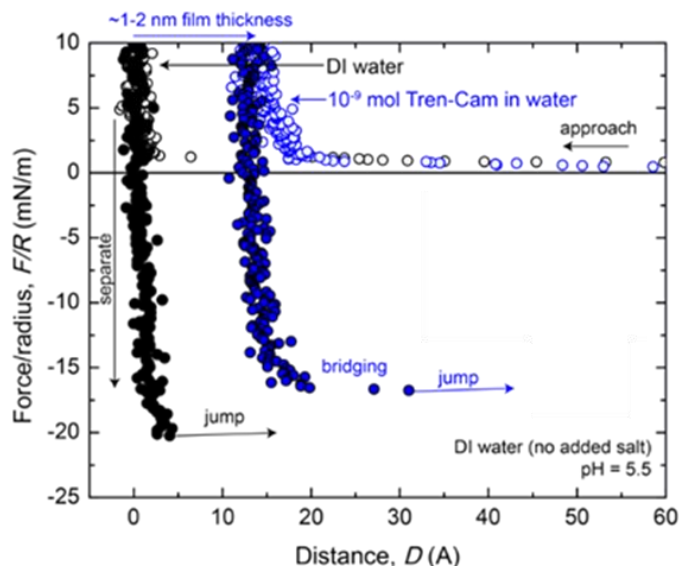 ~1-2 nm film thickness
10
DI water
10⁻⁹ mol Tren-Cam in water
5
approach
0
separate
-5
-10
-15
bridging
jump
jump
-20
DI water (no added salt)
pH = 5.5
-25
0 10 20 30 40 50 60
Force/radius, F/R (mN/m)
Distance, D (A)